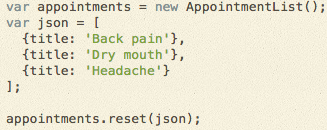 var appointments = new AppointmentList();
var json = [
  {title: 'Back pain'},
  {title: 'Dry mouth'},
  {title: 'Headache'}
];

appointments.reset(json);